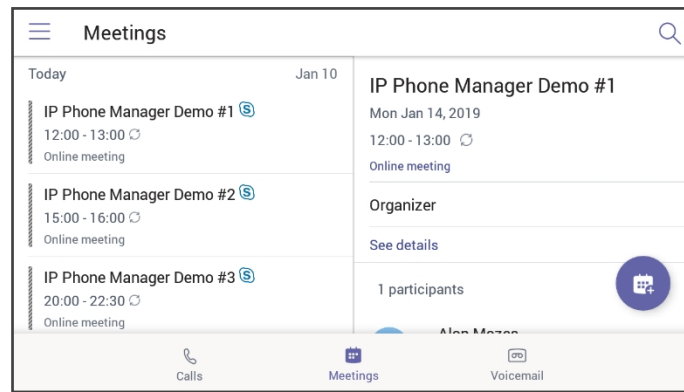 Meetings
Today Jan 10
IP Phone Manager Demo #1
12:00 - 13:00
Online meeting
IP Phone Manager Demo #2
15:00 - 16:00
Online meeting
IP Phone Manager Demo #3
20:00 - 22:30
Online meeting
IP Phone Manager Demo #1
Mon Jan 14, 2019
12:00 - 13:00
Online meeting
Organizer
See details
1 participants
Alan
Calls
Meetings
Voicemail